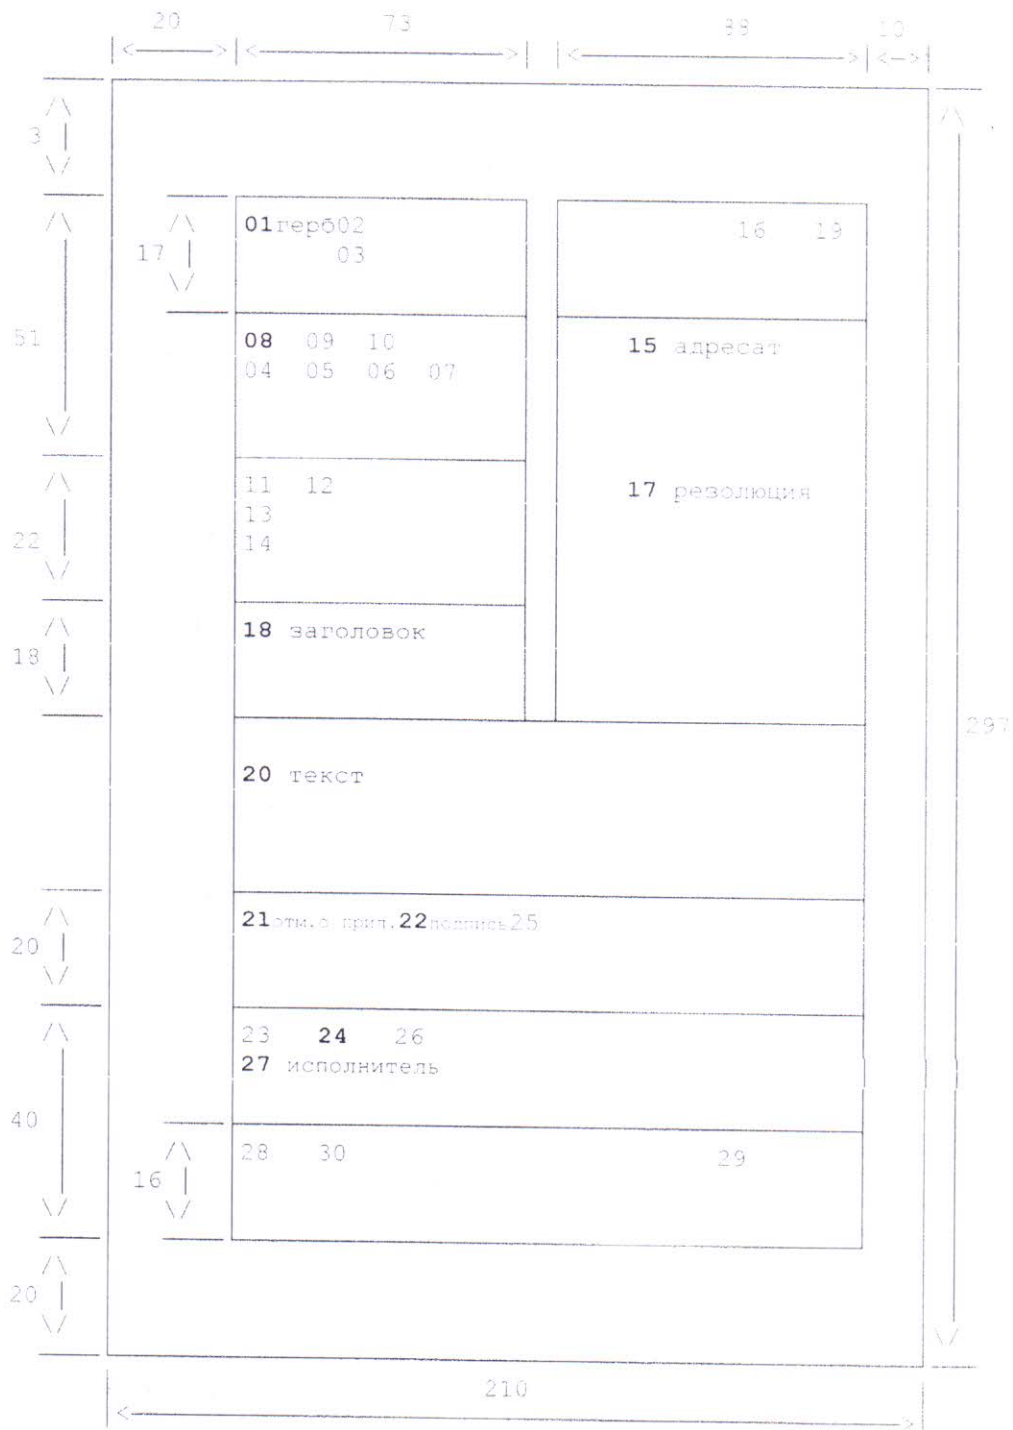 20 73 88 10
3
01герб02 16 19
17 03
51
08 09 10 15 адресат
04 05 06 07
11 12 17 резолюция
13
22 14
18 заголовок
18
297
20 текст
21отм.о прил.22подпись25
20
23 24 26
27 исполнитель
40
28 30 29
16
20
210